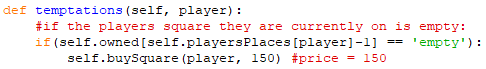 def temptations(self, player):
    #if the players square they are currently on is empty:
    if(self.owned[self.playersPlaces[player]-1] == 'empty'):
        self.buySquare(player, 150) #price = 150